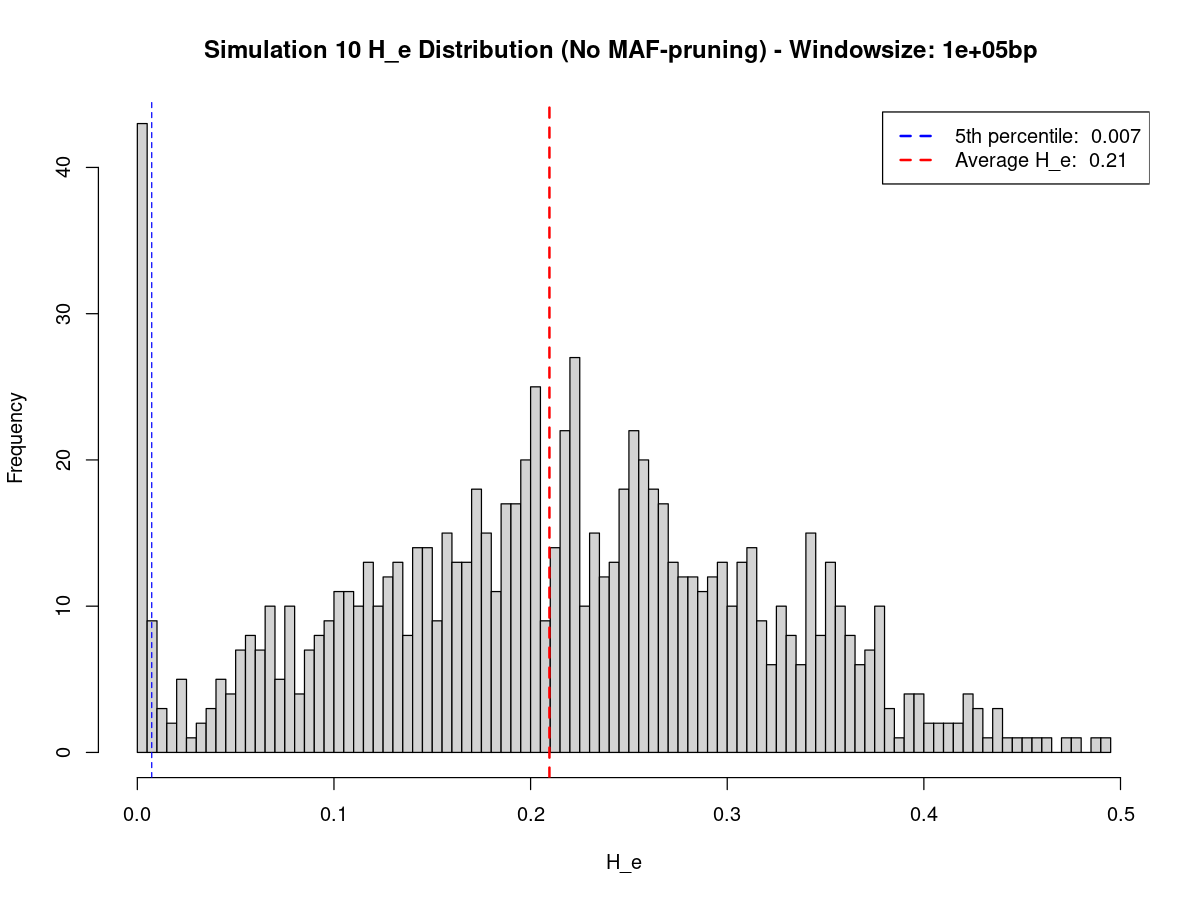 Simulation 10 H_e Distribution (No MAF-pruning) - Windowsize: 1e+05bp
5th percentile:  0.007
Average H_e:  0.21
Frequency
40
30
20
10
0
0.0 0.1 0.2 0.3 0.4 0.5
H_e